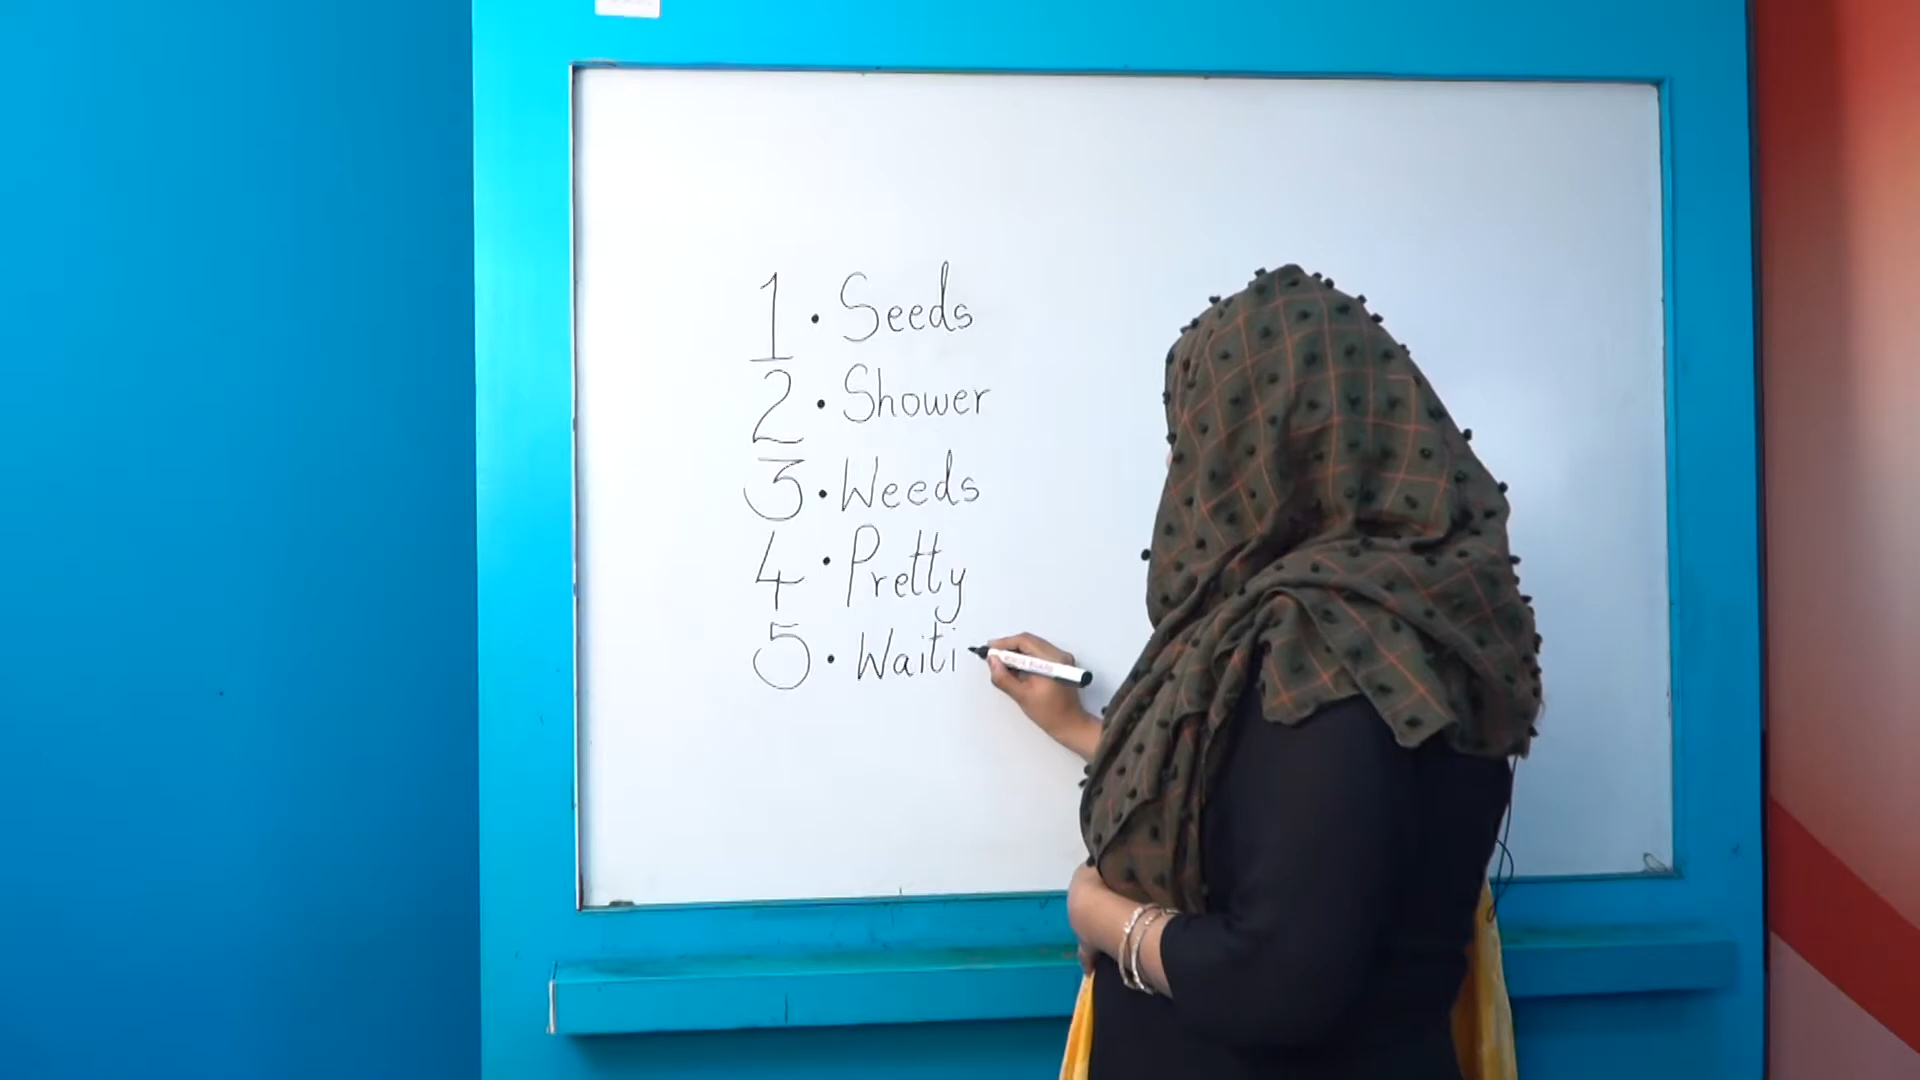 1. Seeds
2. Shower
3. Weeds
4. Pretty
5. Waiti